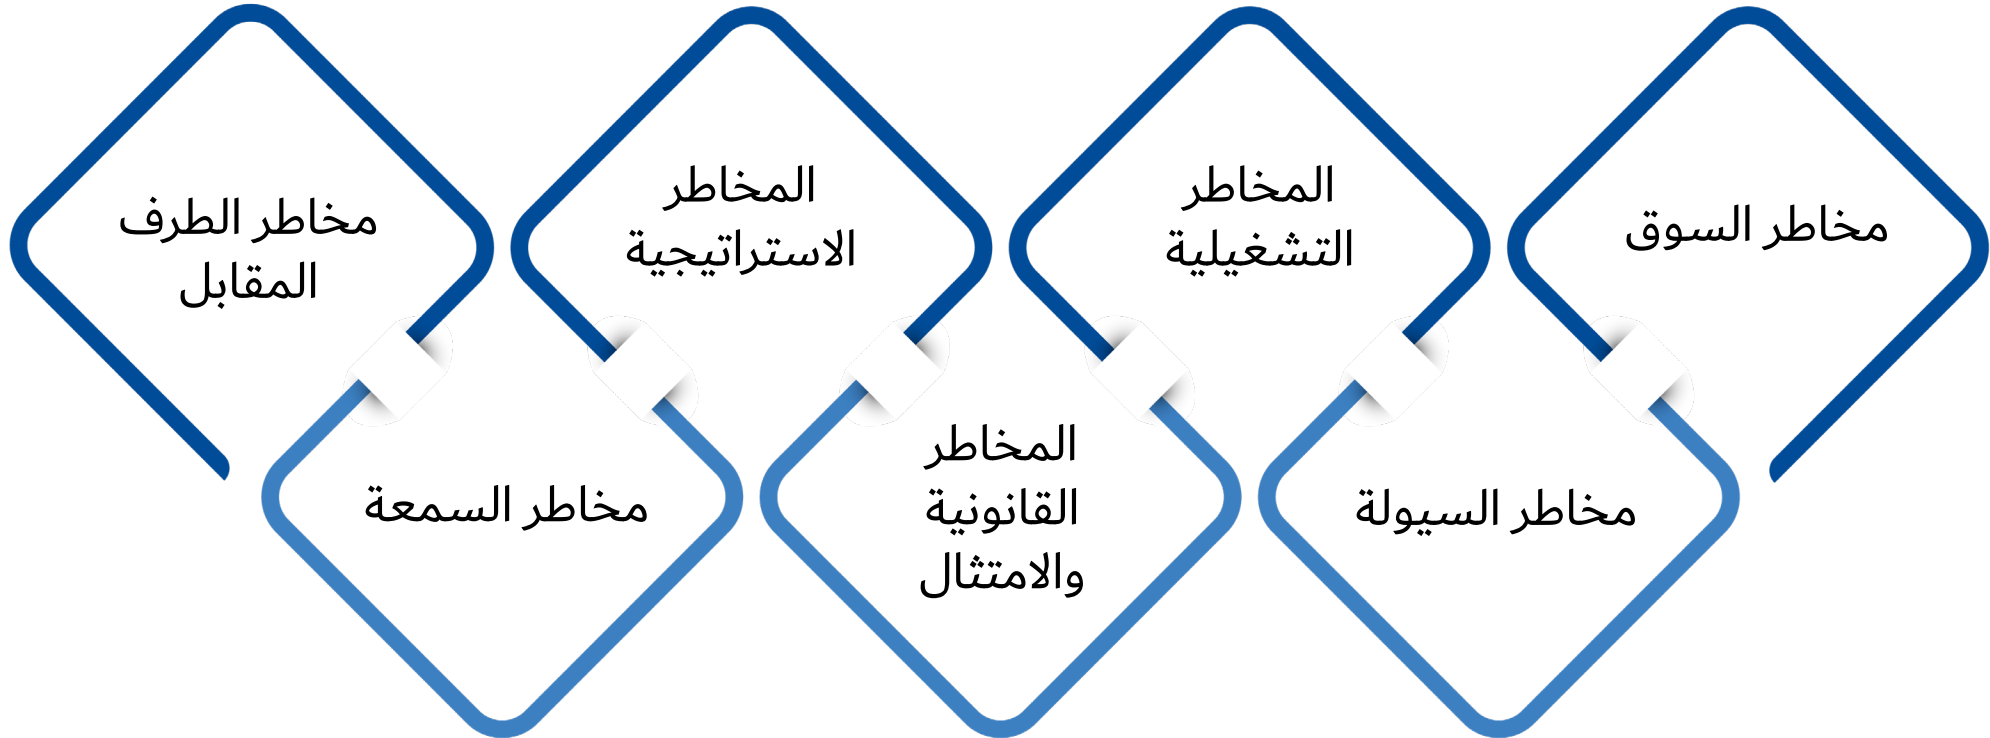 مخاطر السوق
مخاطر السيولة
المخاطر
التشغيلية
المخاطر
القانونية
والامتثال
المخاطر
الاستراتيجية
مخاطر السمعة
مخاطر الطرف
المقابل